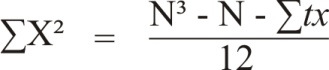 ∑X² = N³ - N - ∑tx
12